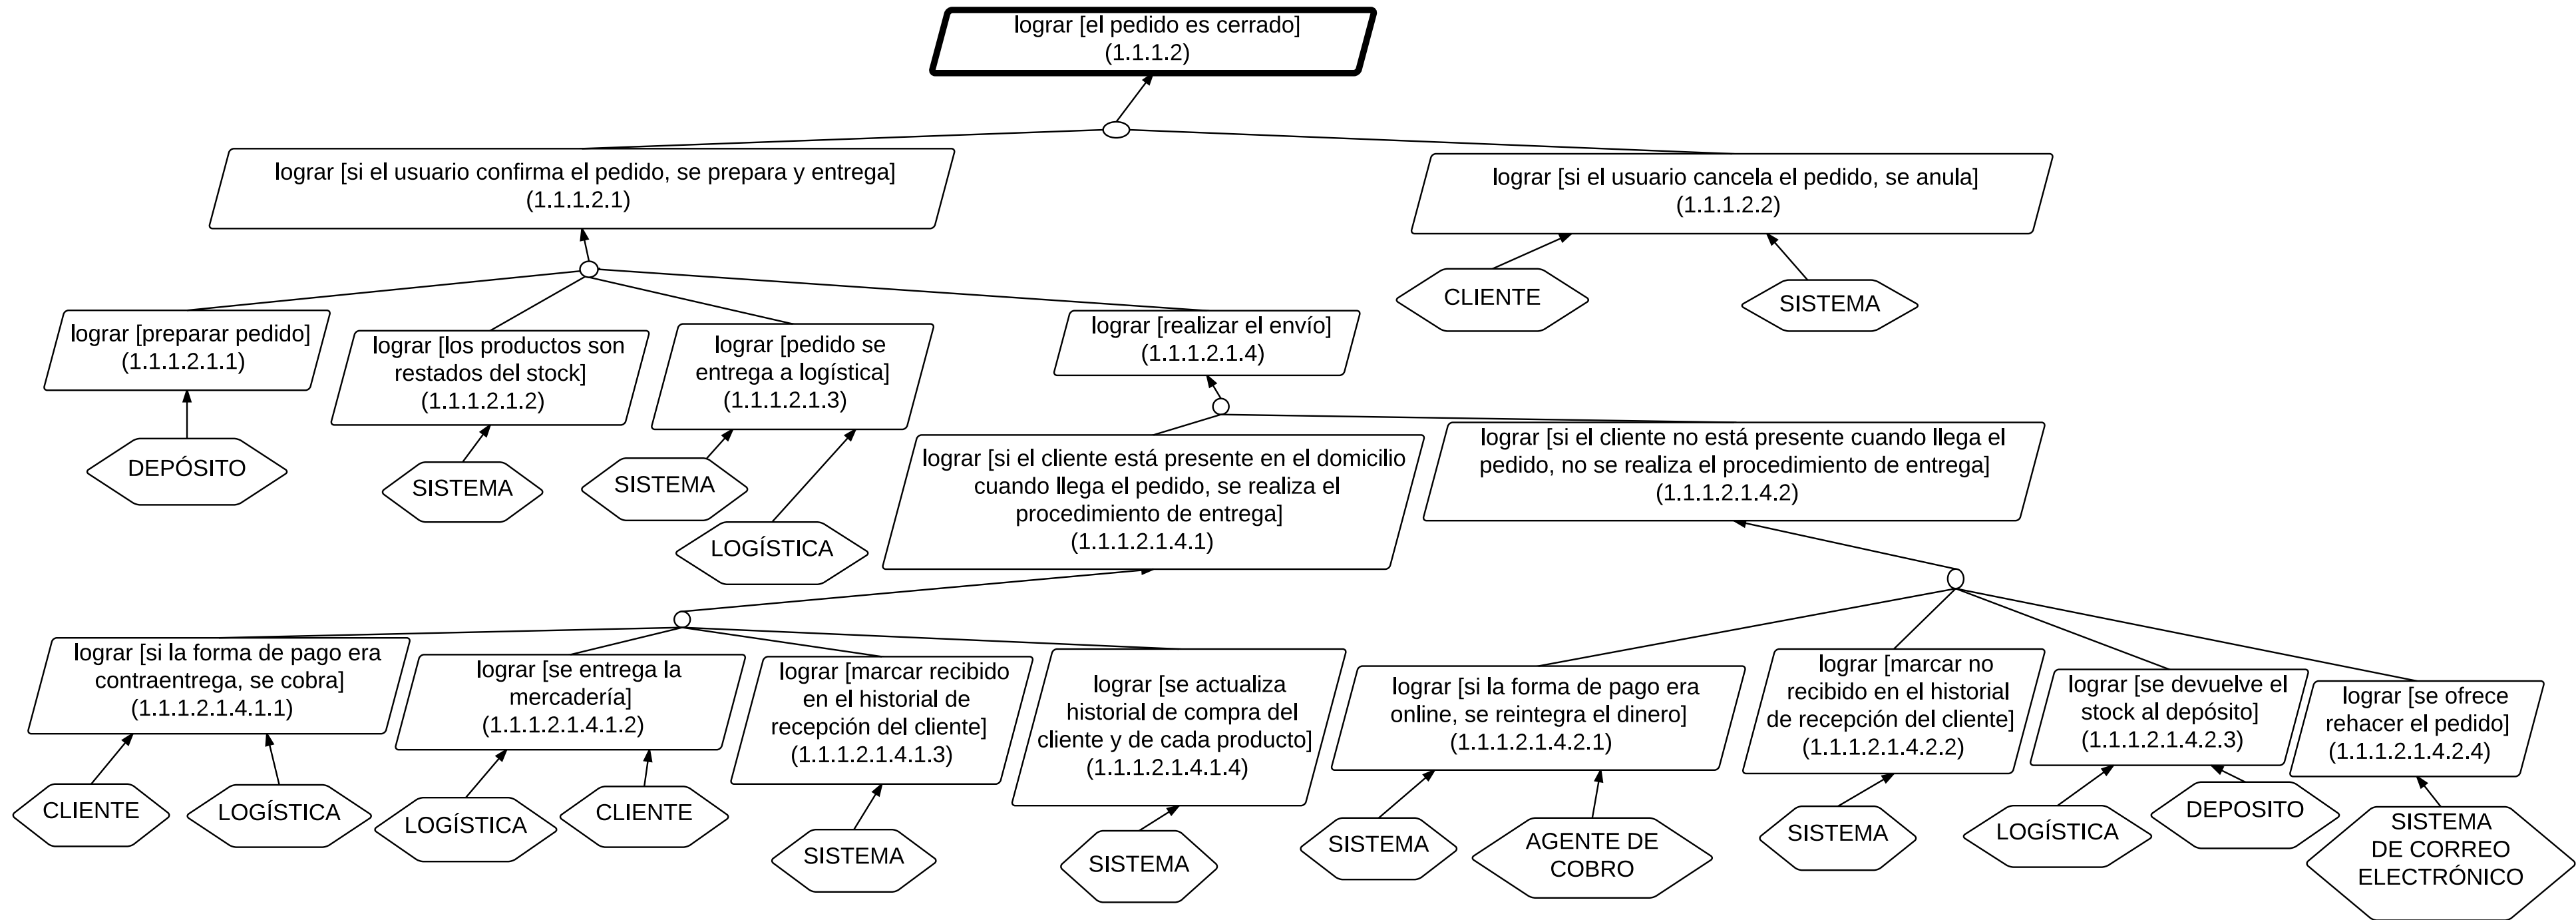 lograr [el pedido es cerrado]
(1.1.1.2)
lograr [si el usuario confirma el pedido, se prepara y entrega]
(1.1.1.2.1)
lograr [si el usuario cancela el pedido, se anula]
(1.1.1.2.2)
CLIENTE
SISTEMA
lograr [preparar pedido]
(1.1.1.2.1.1)
lograr [los productos son
restados del stock]
(1.1.1.2.1.2)
lograr [pedido se
entrega a logística]
(1.1.1.2.1.3)
lograr [realizar el envío]
(1.1.1.2.1.4)
DEPÓSITO
SISTEMA
SISTEMA
LOGÍSTICA
lograr [si el cliente está presente en el domicilio
cuando llega el pedido, se realiza el
procedimiento de entrega]
(1.1.1.2.1.4.1)
lograr [si el cliente no está presente cuando llega el
pedido, no se realiza el procedimiento de entrega]
(1.1.1.2.1.4.2)
lograr [si la forma de pago era
contraentrega, se cobra]
(1.1.1.2.1.4.1.1)
lograr [se entrega la
mercadería]
(1.1.1.2.1.4.1.2)
lograr [marcar recibido
en el historial de
recepción del cliente]
(1.1.1.2.1.4.1.3)
lograr [se actualiza
historial de compra del
cliente y de cada producto]
(1.1.1.2.1.4.1.4)
lograr [si la forma de pago era
online, se reintegra el dinero]
(1.1.1.2.1.4.2.1)
lograr [marcar no
recibido en el historial
de recepción del cliente]
(1.1.1.2.1.4.2.2)
lograr [se devuelve el
stock al depósito]
(1.1.1.2.1.4.2.3)
lograr [se ofrece
rehacer el pedido]
(1.1.1.2.1.4.2.4)
CLIENTE
LOGÍSTICA
LOGÍSTICA
CLIENTE
SISTEMA
SISTEMA
SISTEMA
AGENTE DE
COBRO
SISTEMA
LOGÍSTICA
DEPOSITO
SISTEMA
DE CORREO
ELECTRÓNICO